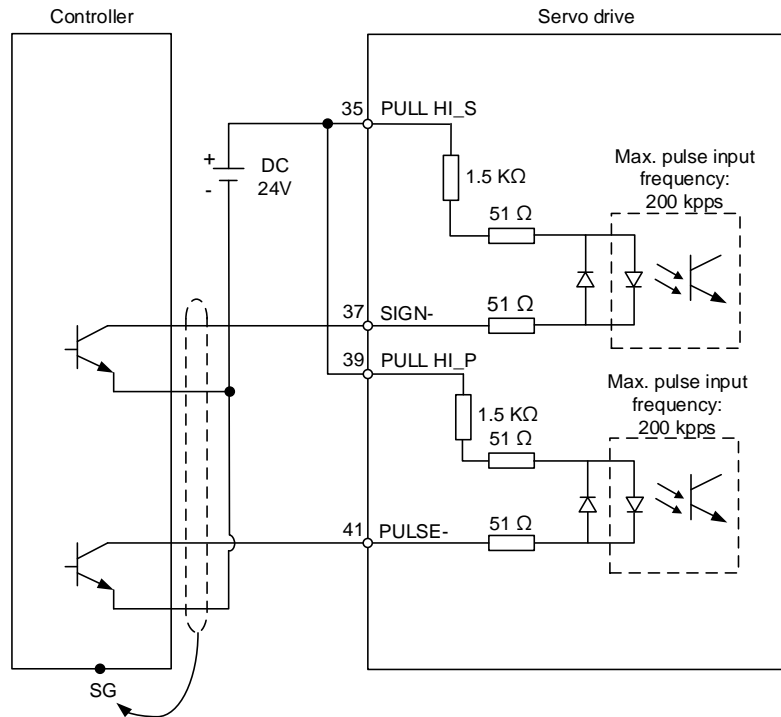 Controller
Servo drive
35
PULL HI_S
+
-
DC
24V
1.5 KΩ
51 Ω
Max. pulse input
frequency:
200 kpps
37
SIGN-
51 Ω
39
PULL HI_P
1.5 KΩ
51 Ω
Max. pulse input
frequency:
200 kpps
41
PULSE-
51 Ω
SG